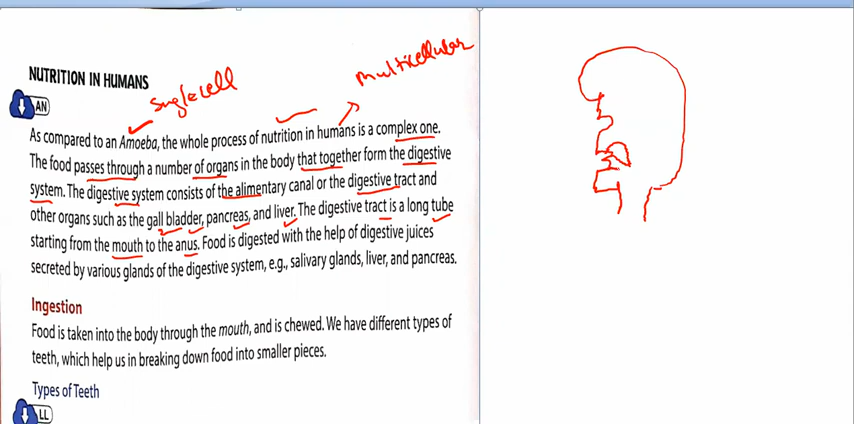 NUTRITION IN HUMANS
AN
Single cell
Multicellular
As compared to an Amoeba, the whole process of nutrition in humans is a complex one.
The food passes through a number of organs in the body that together form the digestive
system. The digestive system consists of the alimentary canal or the digestive tract and
other organs such as the gall bladder, pancreas, and liver. The digestive tract is a long tube
starting from the mouth to the anus. Food is digested with the help of digestive juices
secreted by various glands of the digestive system, e.g., salivary glands, liver, and pancreas.
Ingestion
Food is taken into the body through the mouth, and is chewed. We have different types of
teeth, which help us in breaking down food into smaller pieces.
Types of Teeth
LL